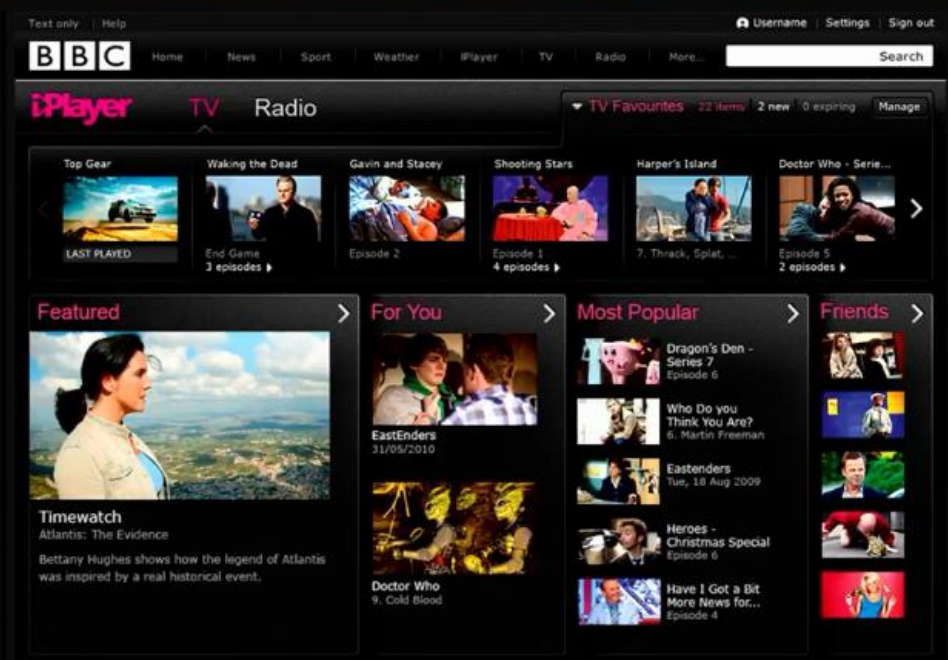 Text only | Help
Username | Settings | Sign out
BBC
Home News Sport Weather iPlayer TV Radio More... Search
iPlayer TV Radio
TV Favourites 22 items 2 new 0 expiring Manage
Top Gear
LAST PLAYED
Waking the Dead
End Game
3 episodes
Gavin and Stacey
Episode 2
Shooting Stars
Episode 1
4 episodes
Harper's Island
7. Thrack, Splat, ...
Doctor Who - Serie...
Episode 5
2 episodes
Featured
Timewatch
Atlantis: The Evidence
Bettany Hughes shows how the legend of Atlantis
was inspired by a real historical event.
For You
EastEnders
31/05/2010
Doctor Who
9. Cold Blood
Most Popular
Dragon's Den -
Series 7
Episode 6
Who Do you
Think You Are?
6. Martin Freeman
Eastenders
Tue, 18 Aug 2009
Heroes -
Christmas Special
Episode 6
Have I Got a Bit
More News for...
Episode 4
Friends